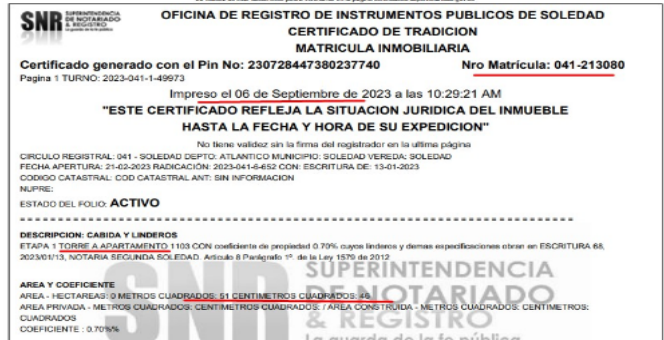 SNR SUPERINTENDENCIA DE NOTARIADO & REGISTRO La guarda de la fe pública
OFICINA DE REGISTRO DE INSTRUMENTOS PUBLICOS DE SOLEDAD
CERTIFICADO DE TRADICION
MATRICULA INMOBILIARIA
Certificado generado con el Pin No: 230728447380237740 Nro Matrícula: 041-213080
Pagina 1 TURNO: 2023-041-1-49973
Impreso el 06 de Septiembre de 2023 a las 10:29:21 AM
"ESTE CERTIFICADO REFLEJA LA SITUACION JURIDICA DEL INMUEBLE
HASTA LA FECHA Y HORA DE SU EXPEDICION"
No tiene validez sin la firma del registrador en la ultima página
CIRCULO REGISTRAL: 041 - SOLEDAD DEPTO: ATLANTICO MUNICIPIO: SOLEDAD VEREDA: SOLEDAD
FECHA APERTURA: 21-02-2023 RADICACIÓN: 2023-041-6-652 CON: ESCRITURA DE: 13-01-2023
CODIGO CATASTRAL: COD CATASTRAL ANT: SIN INFORMACION
NUPRE:
ESTADO DEL FOLIO: ACTIVO
DESCRIPCION: CABIDA Y LINDEROS
ETAPA 1 TORRE A APARTAMENTO 1103 CON coeficiente de propiedad 0.70% cuyos linderos y demas especificaciones obran en ESCRITURA 68,
2023/01/13, NOTARIA SEGUNDA SOLEDAD. Articulo 8 Parágrafo 1º. de la Ley 1579 de 2012
AREA Y COEFICIENTE
AREA - HECTAREAS: 0 METROS CUADRADOS: 51 CENTIMETROS CUADRADOS: 46
AREA PRIVADA - METROS CUADRADOS: CENTIMETROS CUADRADOS: / AREA CONSTRUIDA - METROS CUADRADOS: CENTIMETROS:
CUADRADOS
COEFICIENTE : 0.70%%
SNR SUPERINTENDENCIA
DE NOTARIADO
& REGISTRO
La guarda de la fe pública